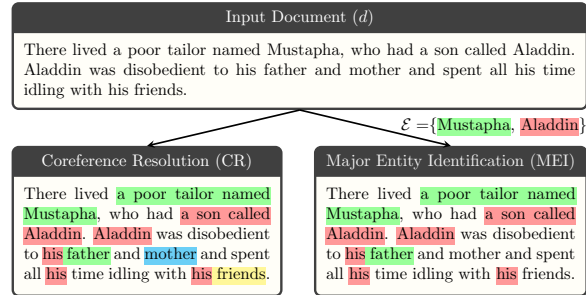 Input Document (d)
There lived a poor tailor named Mustapha, who had a son called Aladdin.
Aladdin was disobedient to his father and mother and spent all his time
idling with his friends.
ℰ ={Mustapha, Aladdin}
Coreference Resolution (CR)
There lived a poor tailor named
Mustapha, who had a son called
Aladdin. Aladdin was disobedient
to his father and mother and spent
all his time idling with his friends.
Major Entity Identification (MEI)
There lived a poor tailor named
Mustapha, who had a son called
Aladdin. Aladdin was disobedient
to his father and mother and spent
all his time idling with his friends.